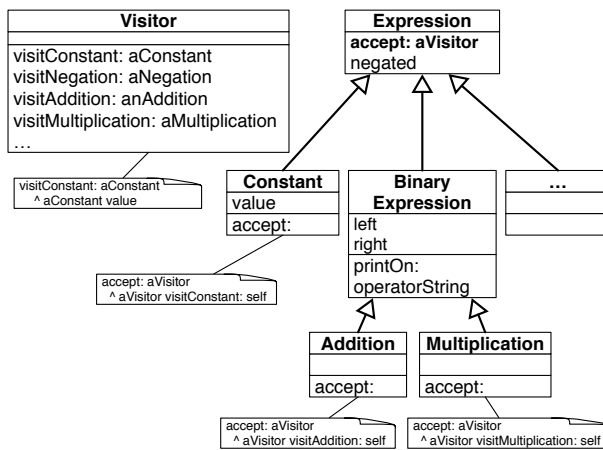 Visitor
visitConstant: aConstant
visitNegation: aNegation
visitAddition: anAddition
visitMultiplication: aMultiplication
...
visitConstant: aConstant
^ aConstant value
Expression
accept: aVisitor
negated
Constant
value
accept:
accept: aVisitor
^ aVisitor visitConstant: self
Binary
Expression
left
right
printOn:
operatorString
...
Addition
accept:
accept: aVisitor
^ aVisitor visitAddition: self
Multiplication
accept:
accept: aVisitor
^ aVisitor visitMultiplication: self